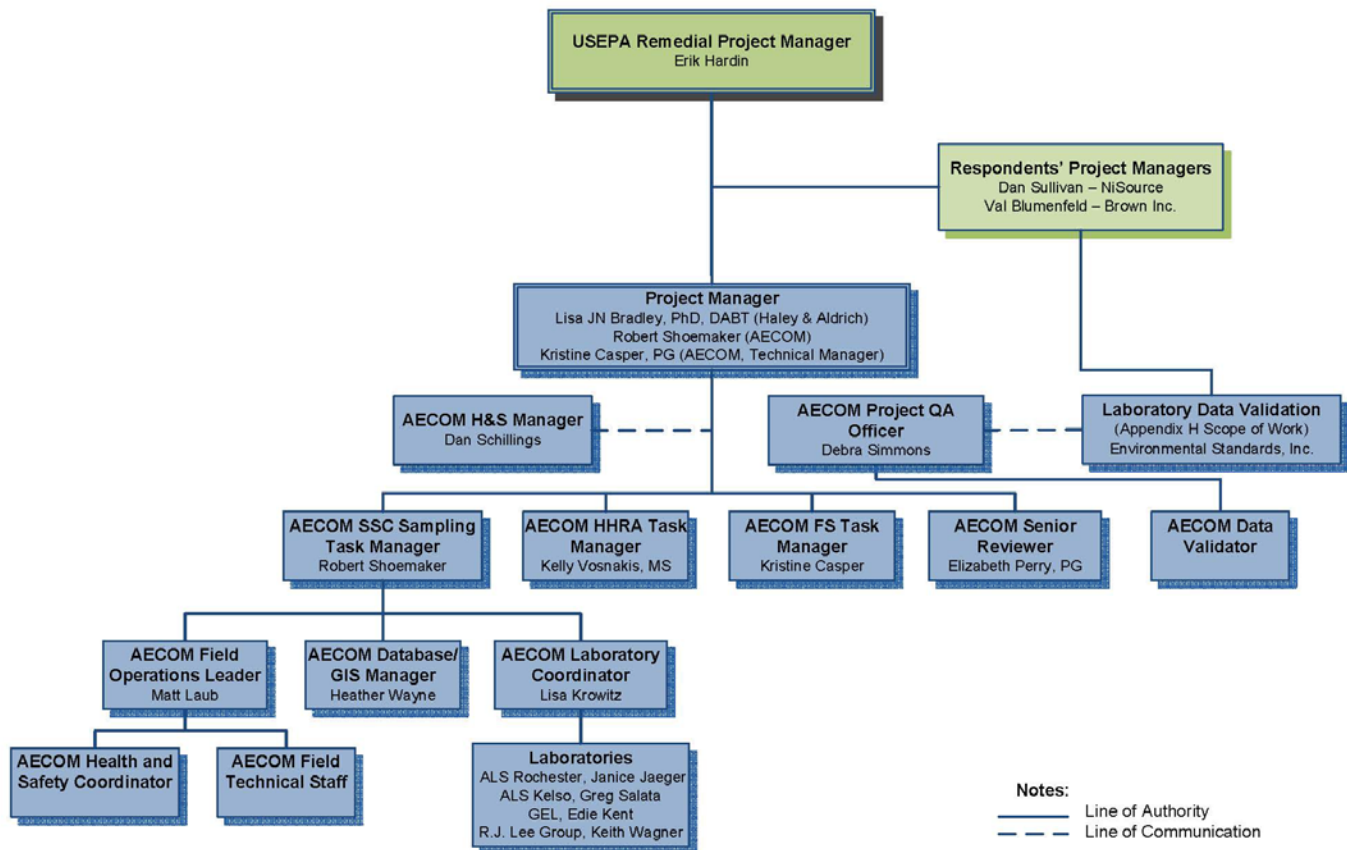 USEPA Remedial Project Manager
Erik Hardin
Respondents' Project Managers
Dan Sullivan – NiSource
Val Blumenfeld – Brown Inc.
Project Manager
Lisa JN Bradley, PhD, DABT (Haley & Aldrich)
Robert Shoemaker (AECOM)
Kristine Casper, PG (AECOM, Technical Manager)
AECOM H&S Manager
Dan Schillings
AECOM Project QA
Officer
Debra Simmons
Laboratory Data Validation
(Appendix H Scope of Work)
Environmental Standards, Inc.
AECOM SSC Sampling
Task Manager
Robert Shoemaker
AECOM HHRA Task
Manager
Kelly Vosnakis, MS
AECOM FS Task
Manager
Kristine Casper
AECOM Senior
Reviewer
Elizabeth Perry, PG
AECOM Data
Validator
AECOM Field
Operations Leader
Matt Laub
AECOM Database/
GIS Manager
Heather Wayne
AECOM Laboratory
Coordinator
Lisa Krowitz
AECOM Health and
Safety Coordinator
AECOM Field
Technical Staff
Laboratories
ALS Rochester, Janice Jaeger
ALS Kelso, Greg Salata
GEL, Edie Kent
R.J. Lee Group, Keith Wagner
Notes:
Line of Authority
Line of Communication